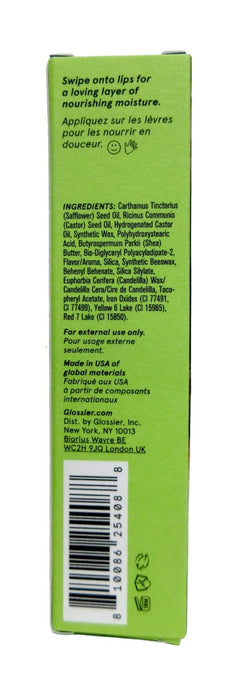 Swipe onto lips for
a loving layer of
nourishing moisture.
Appliquez sur les lèvres
pour les nourrir en
douceur.
INGREDIENTS: Carthamus Tinctorius
(Safflower) Seed Oil, Ricinus Communis
(Castor) Seed Oil, Hydrogenated Castor
Oil, Synthetic Wax, Polyhydroxystearic
Acid, Butyrospermum Parkii (Shea)
Butter, Bis-Diglyceryl Polyacyladipate-2,
Flavor/Aroma, Silica, Synthetic Beeswax,
Behenyl Behenate, Silica Silylate,
Euphorbia Cerifera (Candelilla) Wax/
Candelilla Cera/Cire de Candelilla, Toco-
pheryl Acetate, Iron Oxides (CI 77491,
CI 77499), Yellow 6 Lake (CI 15985),
Red 7 Lake (CI 15850).
For external use only.
Pour usage externe
seulement.
Made in USA of
global materials
Fabriqué aux USA
à partir de composants
internationaux
Glossier.com
Dist. by Glossier, Inc.
New York, NY 10013
Biorius Wavre BE
WC2H 9JQ London UK
8 10086 25408 8